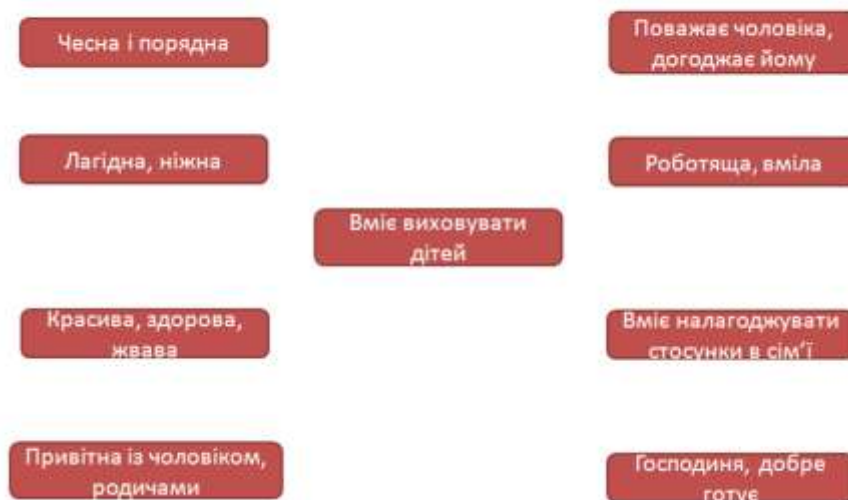 Чесна і порядна
Поважає чоловіка,
догоджає йому
Лагідна, ніжна
Роботяща, вміла
Вміє виховувати
дітей
Красива, здорова,
жвава
Вміє налагоджувати
стосунки в сім’ї
Привітна із чоловіком,
родичами
Господиня, добре
готує